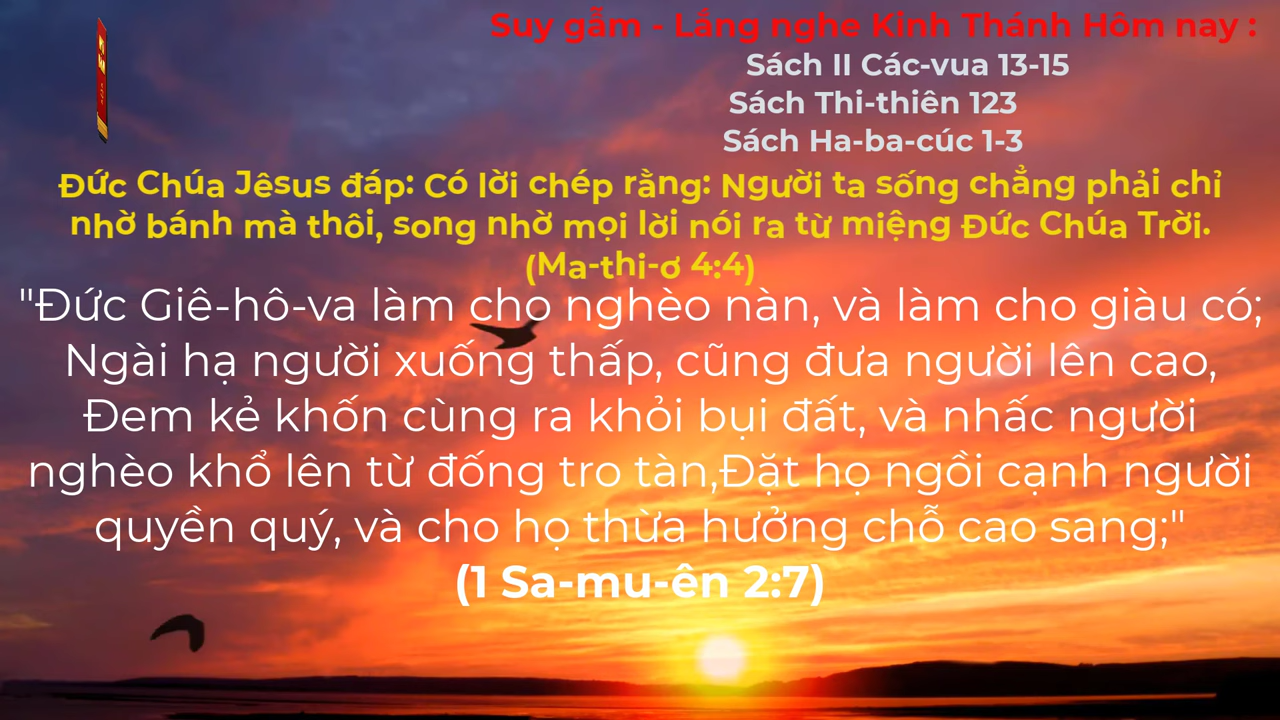 Suy gẫm - Lắng nghe Kinh Thánh Hôm nay :
Sách II Các-vua 13-15
Sách Thi-thiên 123
Sách Ha-ba-cúc 1-3
Đức Chúa Jêsus đáp: Có lời chép rằng: Người ta sống chẳng phải chỉ
nhờ bánh mà thôi, song nhờ mọi lời nói ra từ miệng Đức Chúa Trời.
(Ma-thi-ơ 4:4)
"Đức Giê-hô-va làm cho nghèo nàn, và làm cho giàu có;
Ngài hạ người xuống thấp, cũng đưa người lên cao,
Đem kẻ khốn cùng ra khỏi bụi đất, và nhấc người
nghèo khổ lên từ đống tro tàn,Đặt họ ngồi cạnh người
quyền quý, và cho họ thừa hưởng chỗ cao sang;"
(1 Sa-mu-ên 2:7)